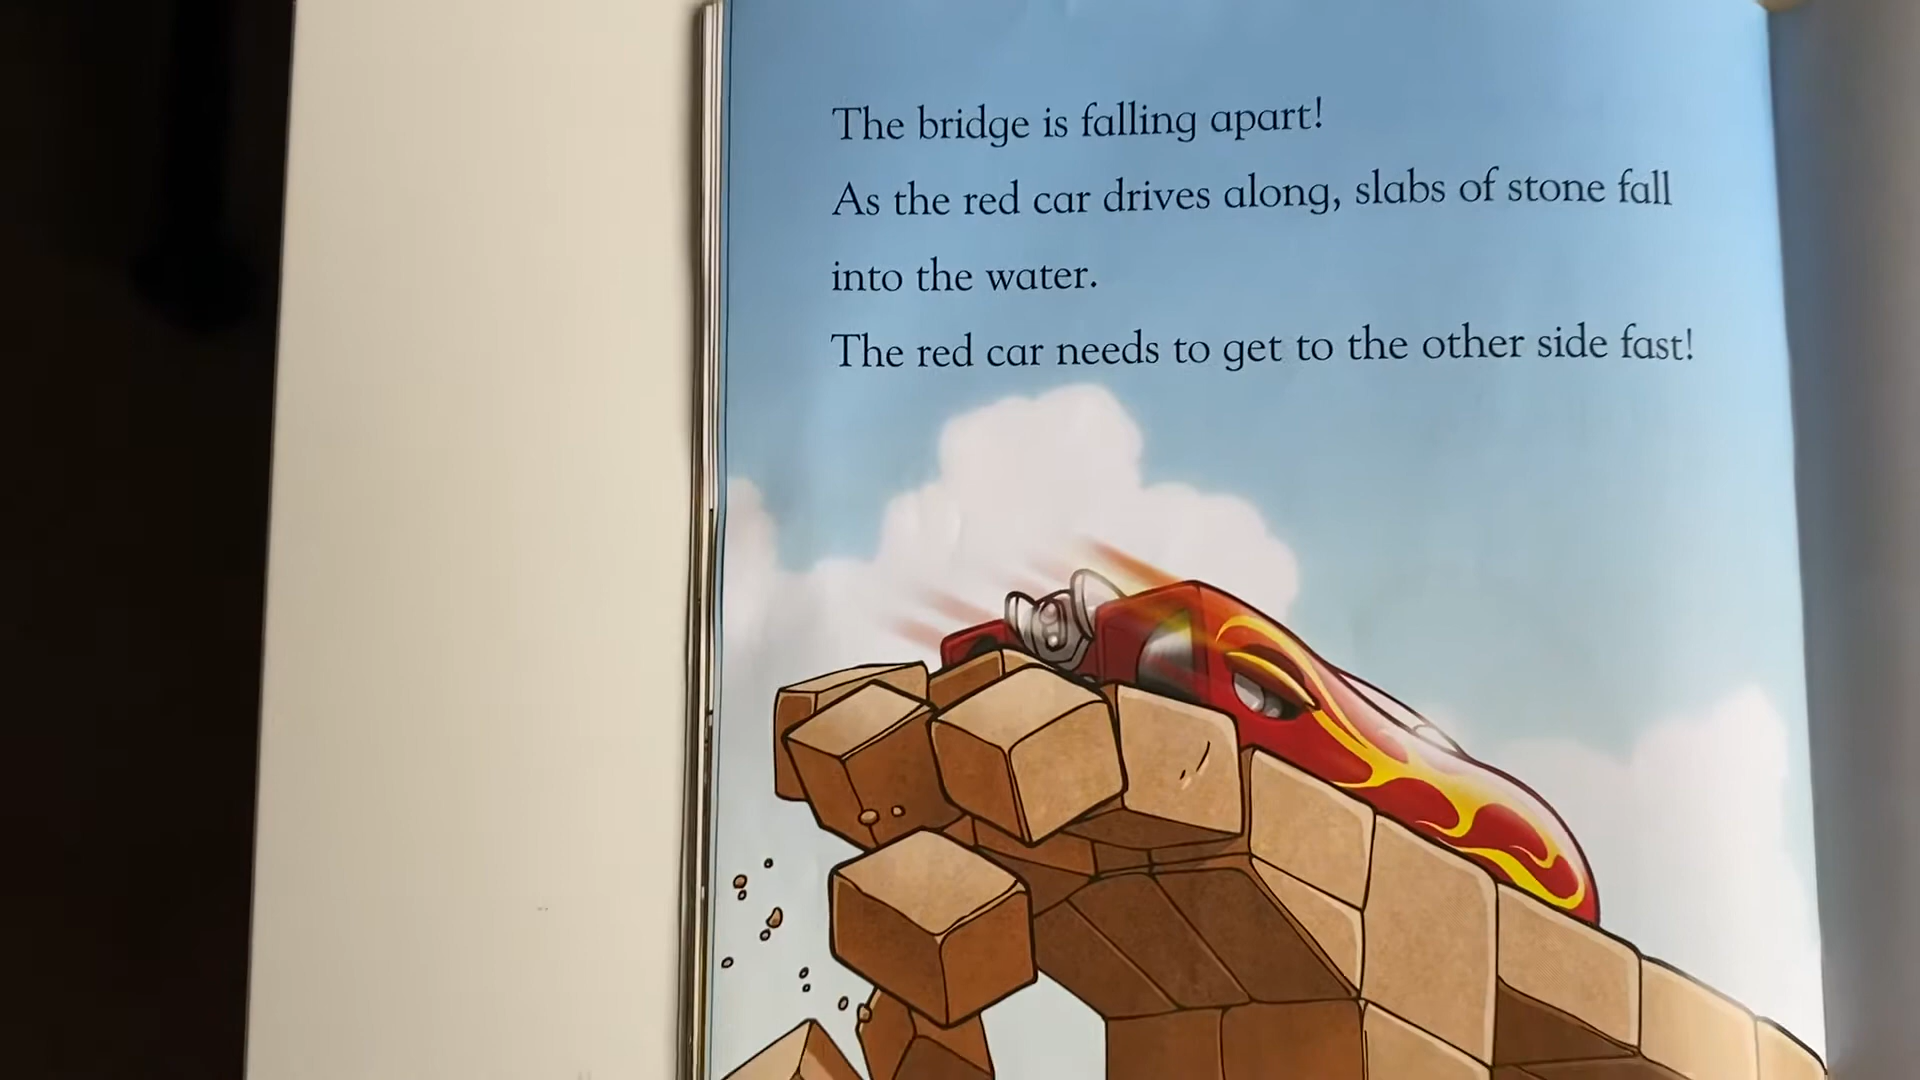 The bridge is falling apart!
As the red car drives along, slabs of stone fall
into the water.
The red car needs to get to the other side fast!